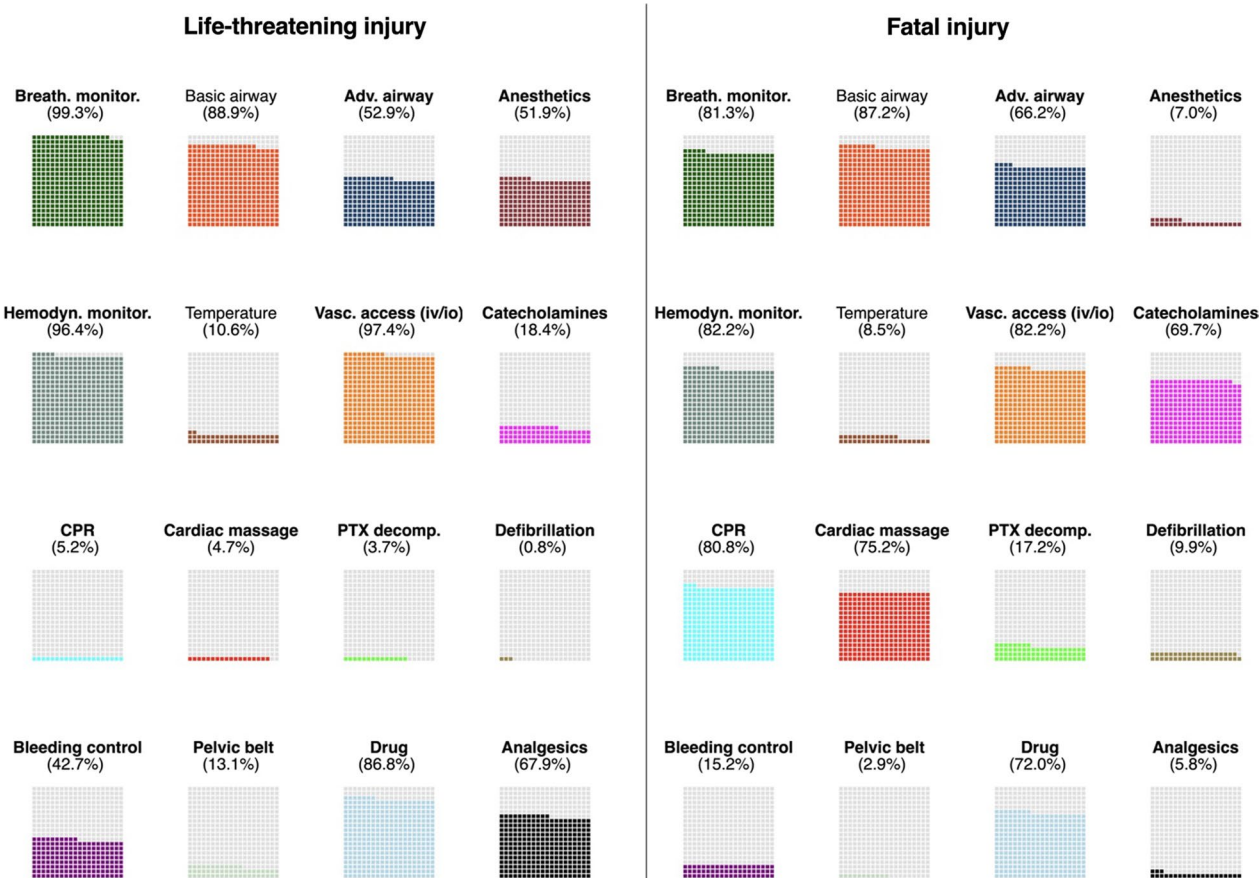 Life-threatening injury
Fatal injury
Breath. monitor.
(99.3%)
Basic airway
(88.9%)
Adv. airway
(52.9%)
Anesthetics
(51.9%)
Breath. monitor.
(81.3%)
Basic airway
(87.2%)
Adv. airway
(66.2%)
Anesthetics
(7.0%)
Hemodyn. monitor.
(96.4%)
Temperature
(10.6%)
Vasc. access (iv/io)
(97.4%)
Catecholamines
(18.4%)
Hemodyn. monitor.
(82.2%)
Temperature
(8.5%)
Vasc. access (iv/io)
(82.2%)
Catecholamines
(69.7%)
CPR
(5.2%)
Cardiac massage
(4.7%)
PTX decomp.
(3.7%)
Defibrillation
(0.8%)
CPR
(80.8%)
Cardiac massage
(75.2%)
PTX decomp.
(17.2%)
Defibrillation
(9.9%)
Bleeding control
(42.7%)
Pelvic belt
(13.1%)
Drug
(86.8%)
Analgesics
(67.9%)
Bleeding control
(15.2%)
Pelvic belt
(2.9%)
Drug
(72.0%)
Analgesics
(5.8%)